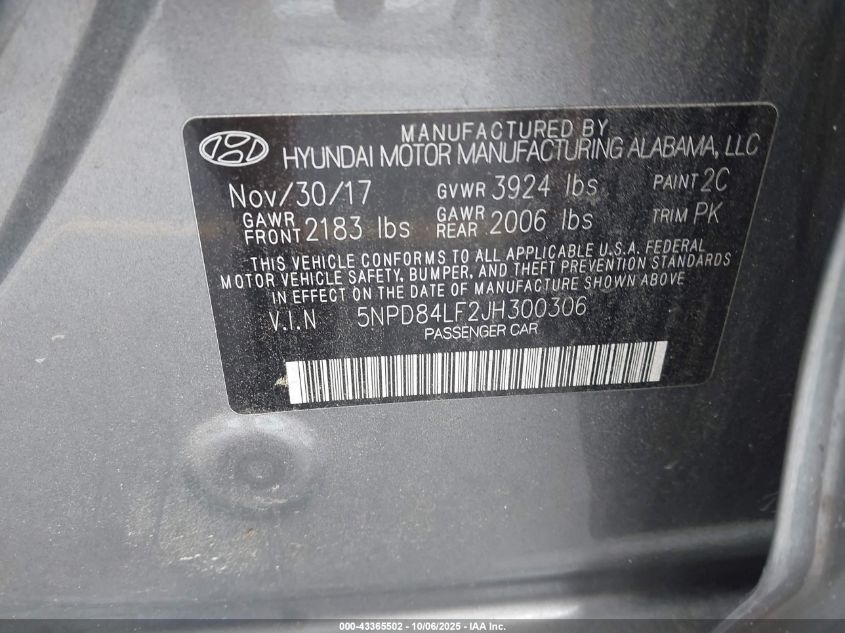 MANUFACTURED BY
HYUNDAI MOTOR MANUFACTURING ALABAMA, LLC
Nov/30/17 GVWR 3924 lbs PAINT 2C
GAWR FRONT 2183 lbs GAWR REAR 2006 lbs TRIM PK
THIS VEHICLE CONFORMS TO ALL APPLICABLE U.S.A. FEDERAL
MOTOR VEHICLE SAFETY, BUMPER, AND THEFT PREVENTION STANDARDS
IN EFFECT ON THE DATE OF MANUFACTURE SHOWN ABOVE.
V.I.N 5NPD84LF2JH300306
PASSENGER CAR
000-43365502 - 10/06/2025 - IAA Inc.